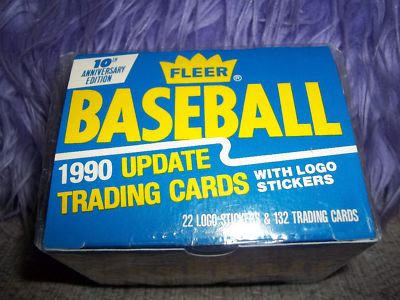 10TH
ANNIVERSARY
EDITION
FLEER®
BASEBALL
1990 UPDATE
TRADING CARDS
WITH LOGO
STICKERS
22 LOGO STICKERS & 132 TRADING CARDS